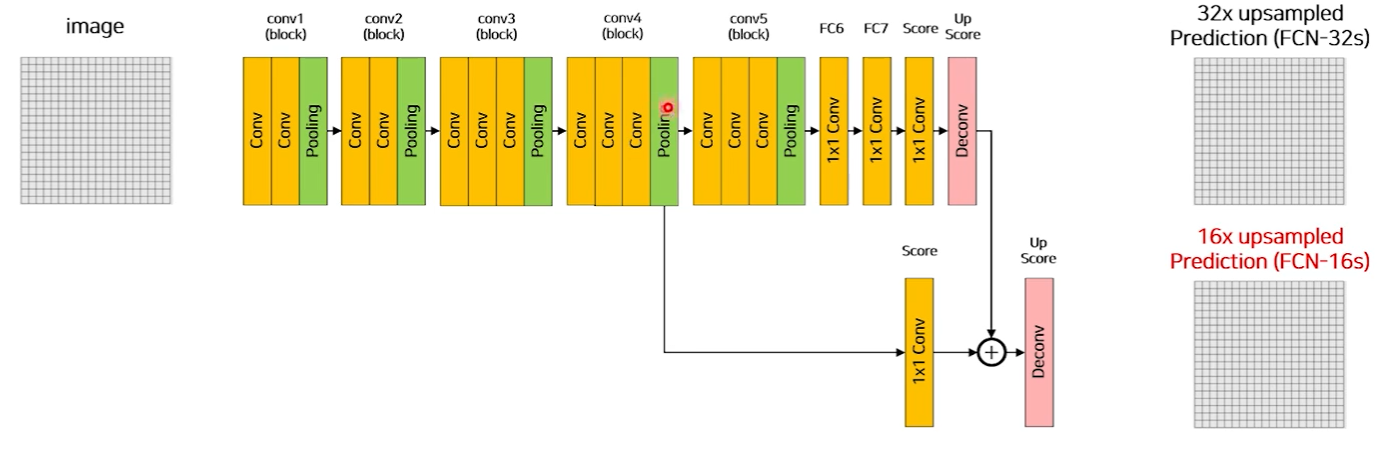 image
conv1
(block)
conv2
(block)
conv3
(block)
conv4
(block)
conv5
(block)
FC6
FC7
Score
Up
Score
32x upsampled
Prediction (FCN-32s)
Conv
Conv
Pooling
Conv
Conv
Pooling
Conv
Conv
Conv
Pooling
Conv
Conv
Conv
Pooling
Conv
Conv
Conv
Pooling
1x1 Conv
1x1 Conv
1x1 Conv
Deconv
16x upsampled
Prediction (FCN-16s)
Score
Up
Score
1x1 Conv
+
Deconv